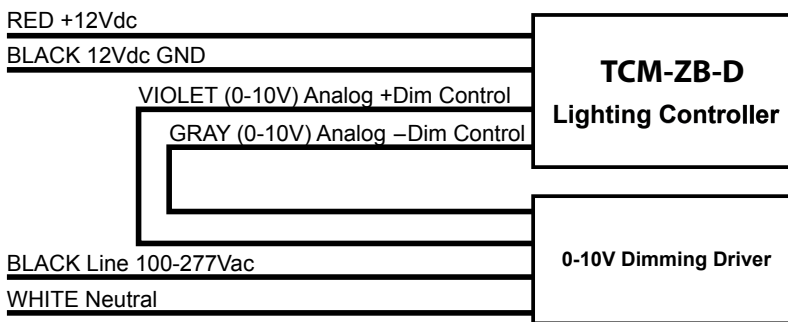 RED +12Vdc
BLACK 12Vdc GND
VIOLET (0-10V) Analog +Dim Control
GRAY (0-10V) Analog –Dim Control
TCM-ZB-D
Lighting Controller
BLACK Line 100-277Vac
WHITE Neutral
0-10V Dimming Driver